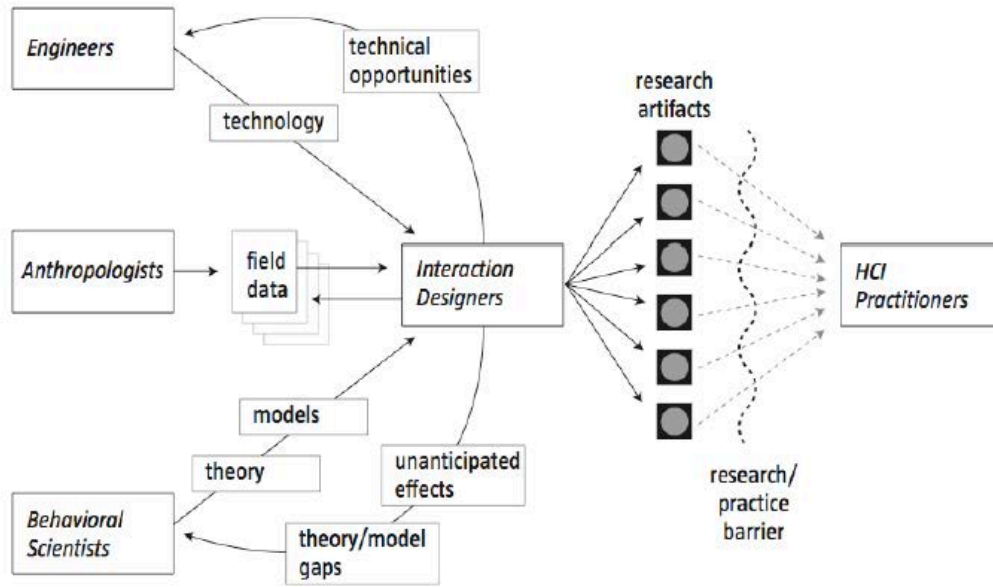 Engineers
technical
opportunities
technology
research
artifacts
Anthropologists
field
data
Interaction
Designers
HCI
Practitioners
models
theory
unanticipated
effects
Behavioral
Scientists
theory/model
gaps
research/
practice
barrier